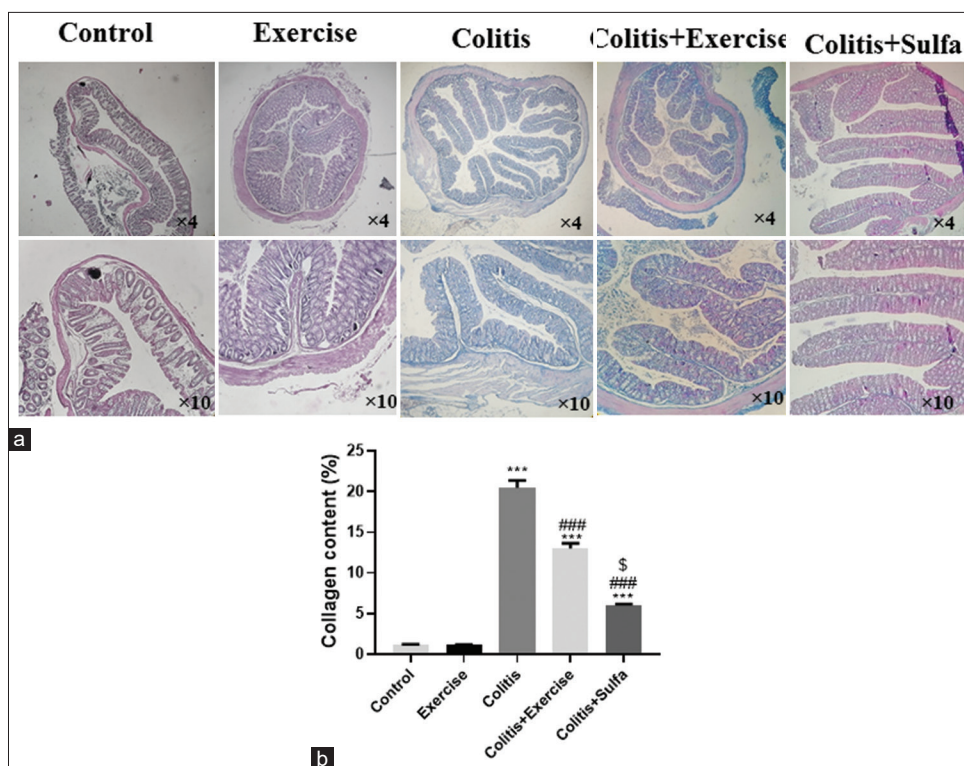 Control Exercise Colitis Colitis+Exercise Colitis+Sulfa
×4 ×4 ×4 ×4 ×4
×10 ×10 ×10 ×10 ×10
a
25
20
15
10
5
0
Collagen content (%)
***
###
***
$
###
***
Control Exercise Colitis Colitis+Exercise Colitis+Sulfa
b